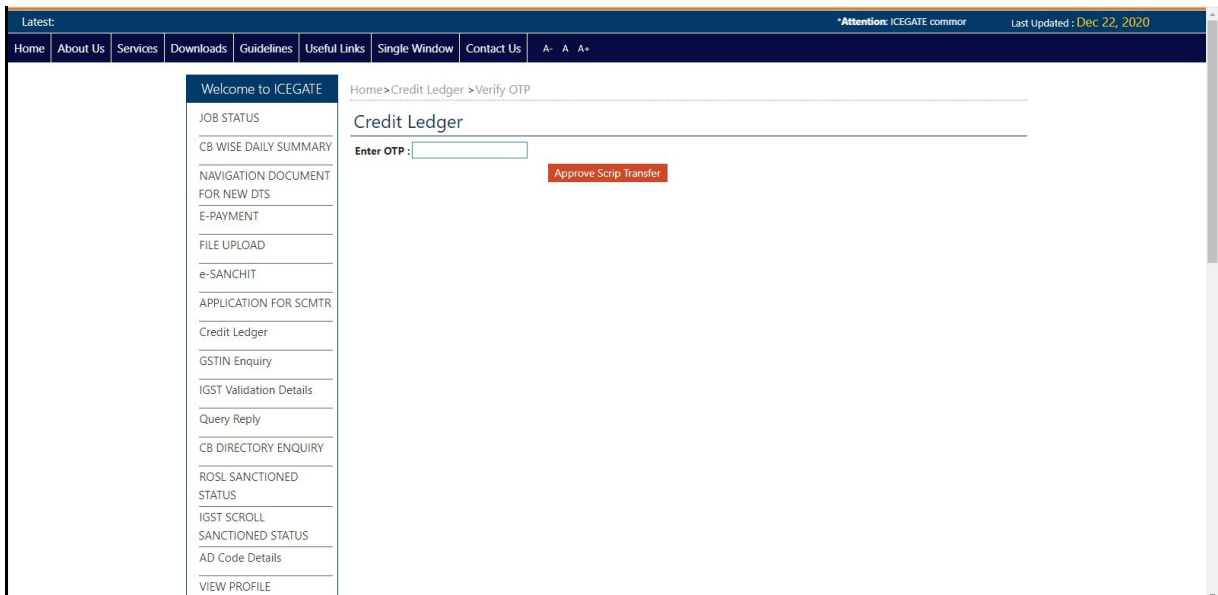 Latest:
*Attention: ICEGATE commor
Last Updated : Dec 22, 2020
Home About Us Services Downloads Guidelines Useful Links Single Window Contact Us A- A A+
Welcome to ICEGATE
JOB STATUS
CB WISE DAILY SUMMARY
NAVIGATION DOCUMENT
FOR NEW DTS
E-PAYMENT
FILE UPLOAD
e-SANCHIT
APPLICATION FOR SCMTR
Credit Ledger
GSTIN Enquiry
IGST Validation Details
Query Reply
CB DIRECTORY ENQUIRY
ROSL SANCTIONED
STATUS
IGST SCROLL
SANCTIONED STATUS
AD Code Details
VIEW PROFILE
Home>Credit Ledger >Verify OTP
Credit Ledger
Enter OTP :
Approve Scrip Transfer